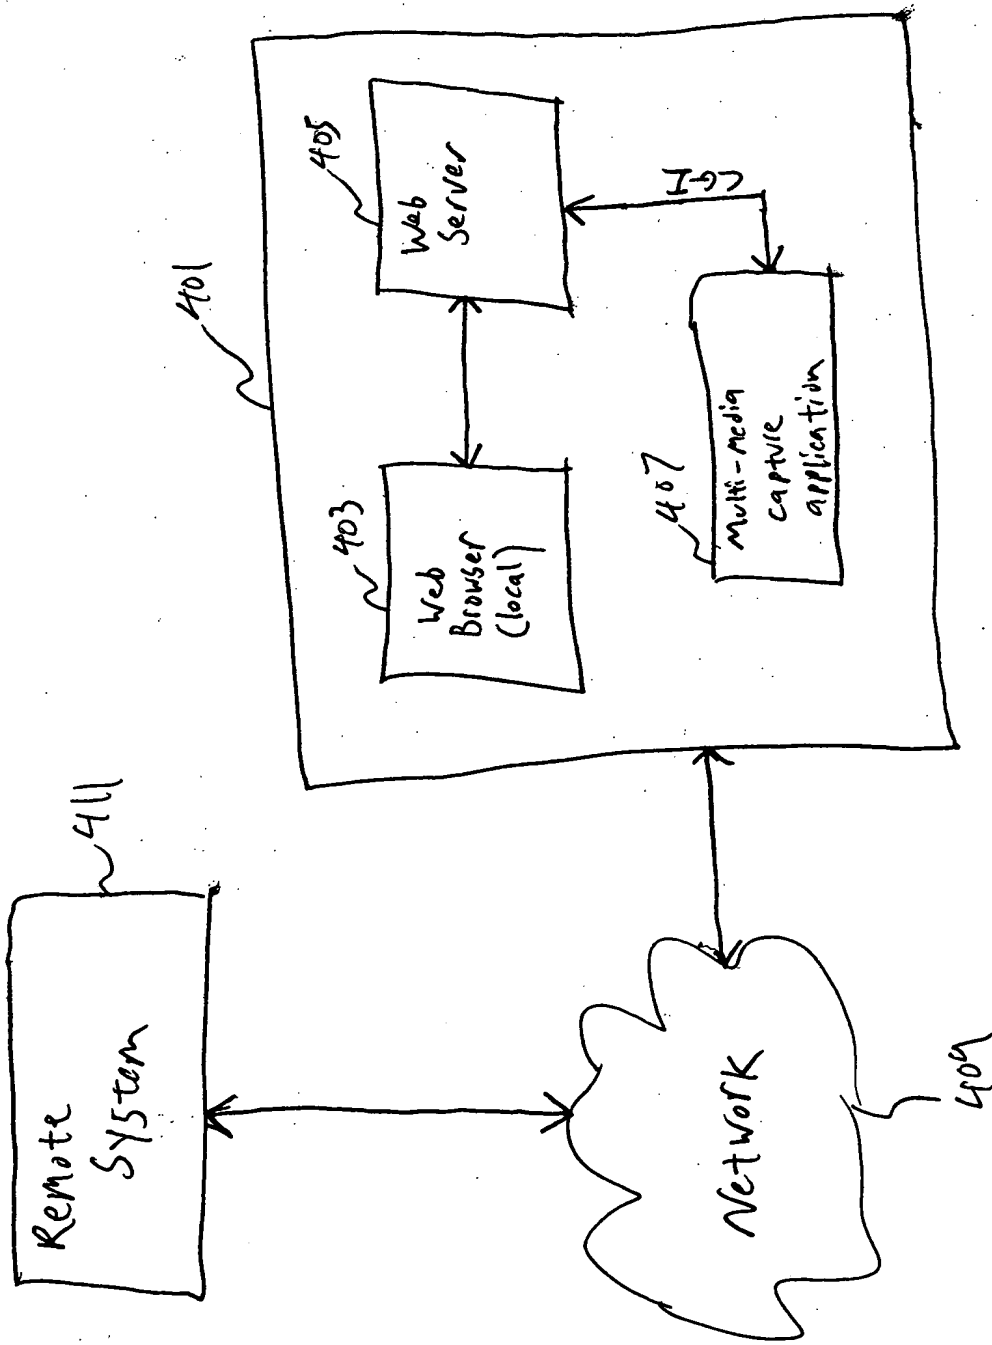 Remote
System
411
Network
409
401
403
Web
Browser
(local)
405
Web
Server
CGI
407
Multi-media
capture
application